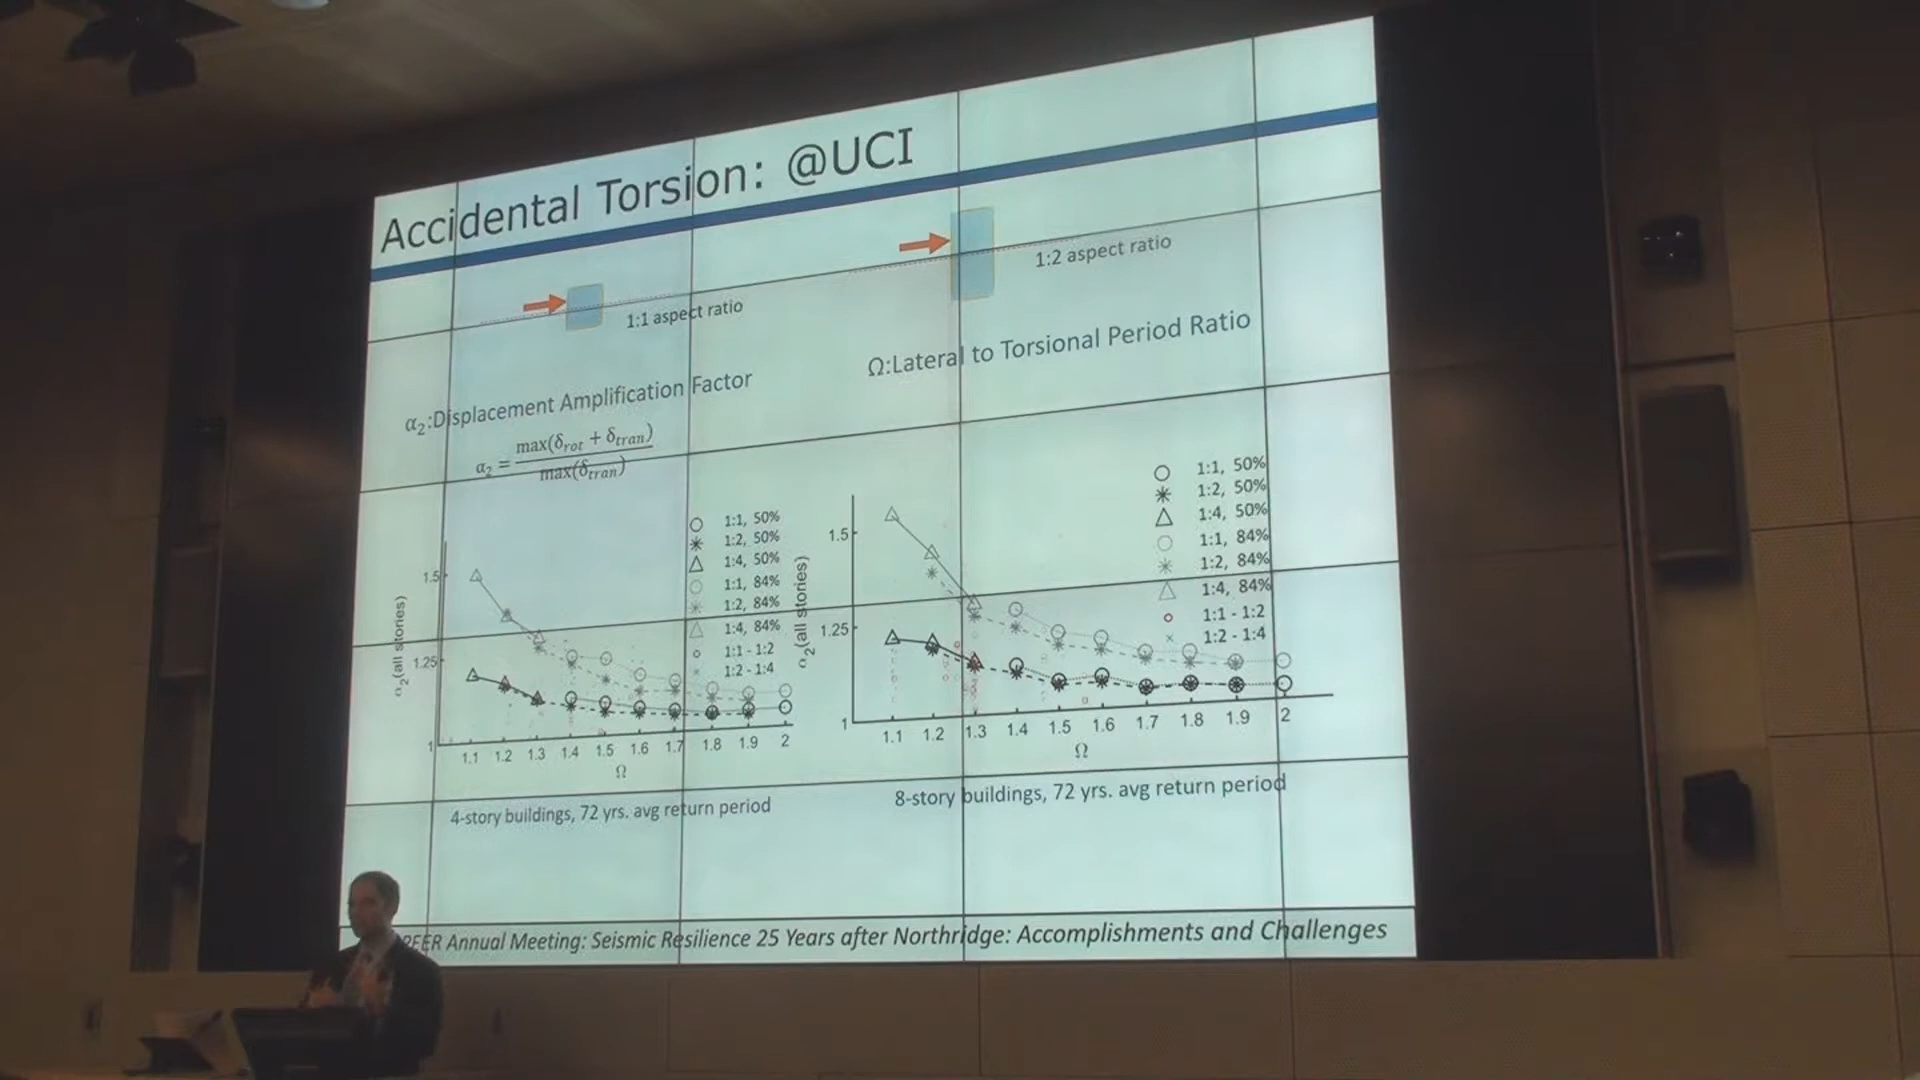 Accidental Torsion: @UCI
1:1 aspect ratio
1:2 aspect ratio
α₂:Displacement Amplification Factor
Ω:Lateral to Torsional Period Ratio
α₂ = max(δrot + δtran) / max(δtran)
1:1, 50%
1:2, 50%
1:4, 50%
1:1, 84%
1:2, 84%
1:4, 84%
1:1 - 1:2
1:2 - 1:4
α₂(all stories)
1.5
1.25
1
1.1 1.2 1.3 1.4 1.5 1.6 1.7 1.8 1.9 2
Ω
4-story buildings, 72 yrs. avg return period
1:1, 50%
1:2, 50%
1:4, 50%
1:1, 84%
1:2, 84%
1:4, 84%
1:1 - 1:2
1:2 - 1:4
α₂(all stories)
1.5
1.25
1
1.1 1.2 1.3 1.4 1.5 1.6 1.7 1.8 1.9 2
Ω
8-story buildings, 72 yrs. avg return period
PEER Annual Meeting: Seismic Resilience 25 Years after Northridge: Accomplishments and Challenges